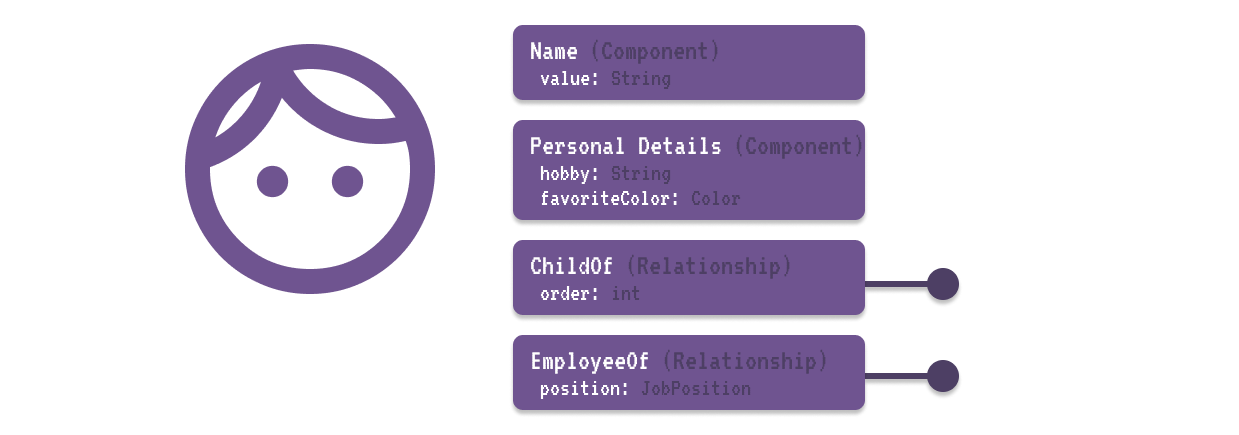 Name (Component)
value: String
Personal Details (Component)
hobby: String
favoriteColor: Color
ChildOf (Relationship)
order: int
EmployeeOf (Relationship)
position: JobPosition